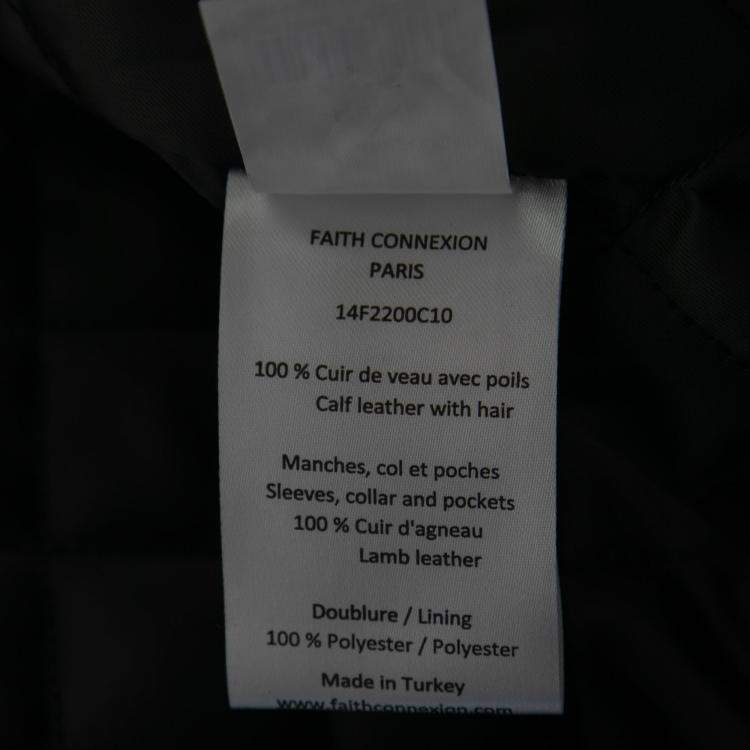 FAITH CONNEXION
PARIS
14F2200C10
100 % Cuir de veau avec poils
Calf leather with hair
Manches, col et poches
Sleeves, collar and pockets
100 % Cuir d'agneau
Lamb leather
Doublure / Lining
100 % Polyester / Polyester
Made in Turkey
www.faithconnexion.com